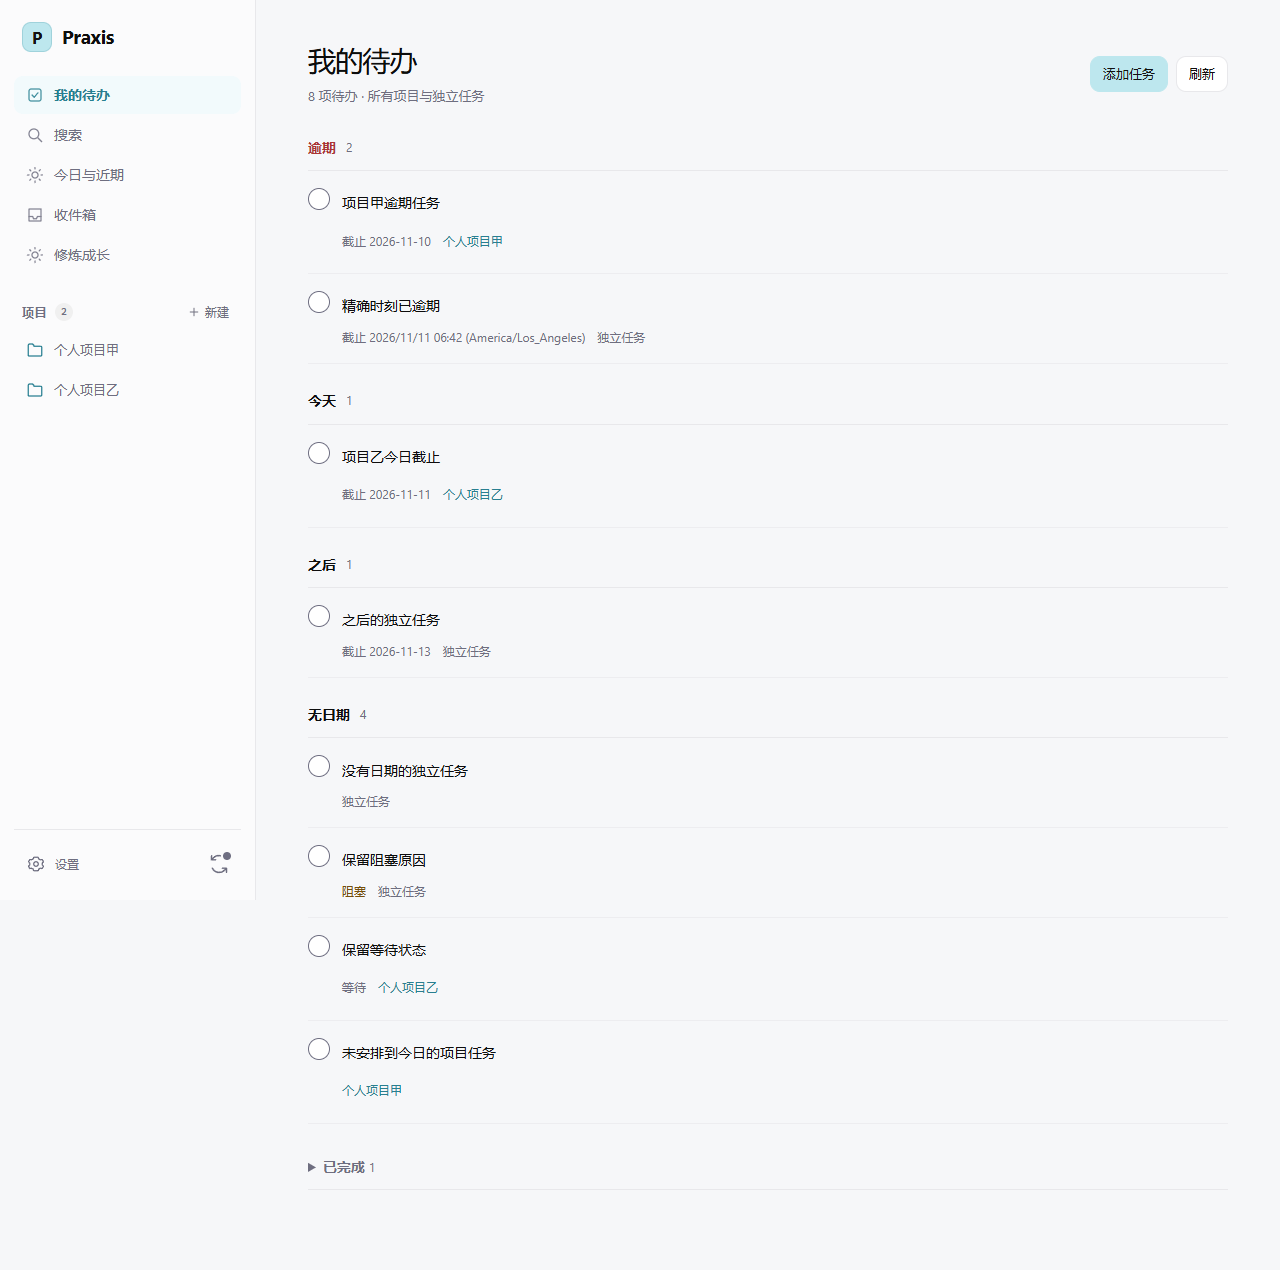 P Praxis
我的待办
搜索
今日与近期
收件箱
修炼成长
项目 2 + 新建
个人项目甲
个人项目乙
设置
我的待办
8 项待办 · 所有项目与独立任务
添加任务 刷新
逾期 2
项目甲逾期任务
截止 2026-11-10 个人项目甲
精确时刻已逾期
截止 2026/11/11 06:42 (America/Los_Angeles) 独立任务
今天 1
项目乙今日截止
截止 2026-11-11 个人项目乙
之后 1
之后的独立任务
截止 2026-11-13 独立任务
无日期 4
没有日期的独立任务
独立任务
保留阻塞原因
阻塞 独立任务
保留等待状态
等待 个人项目乙
未安排到今日的项目任务
个人项目甲
已完成 1